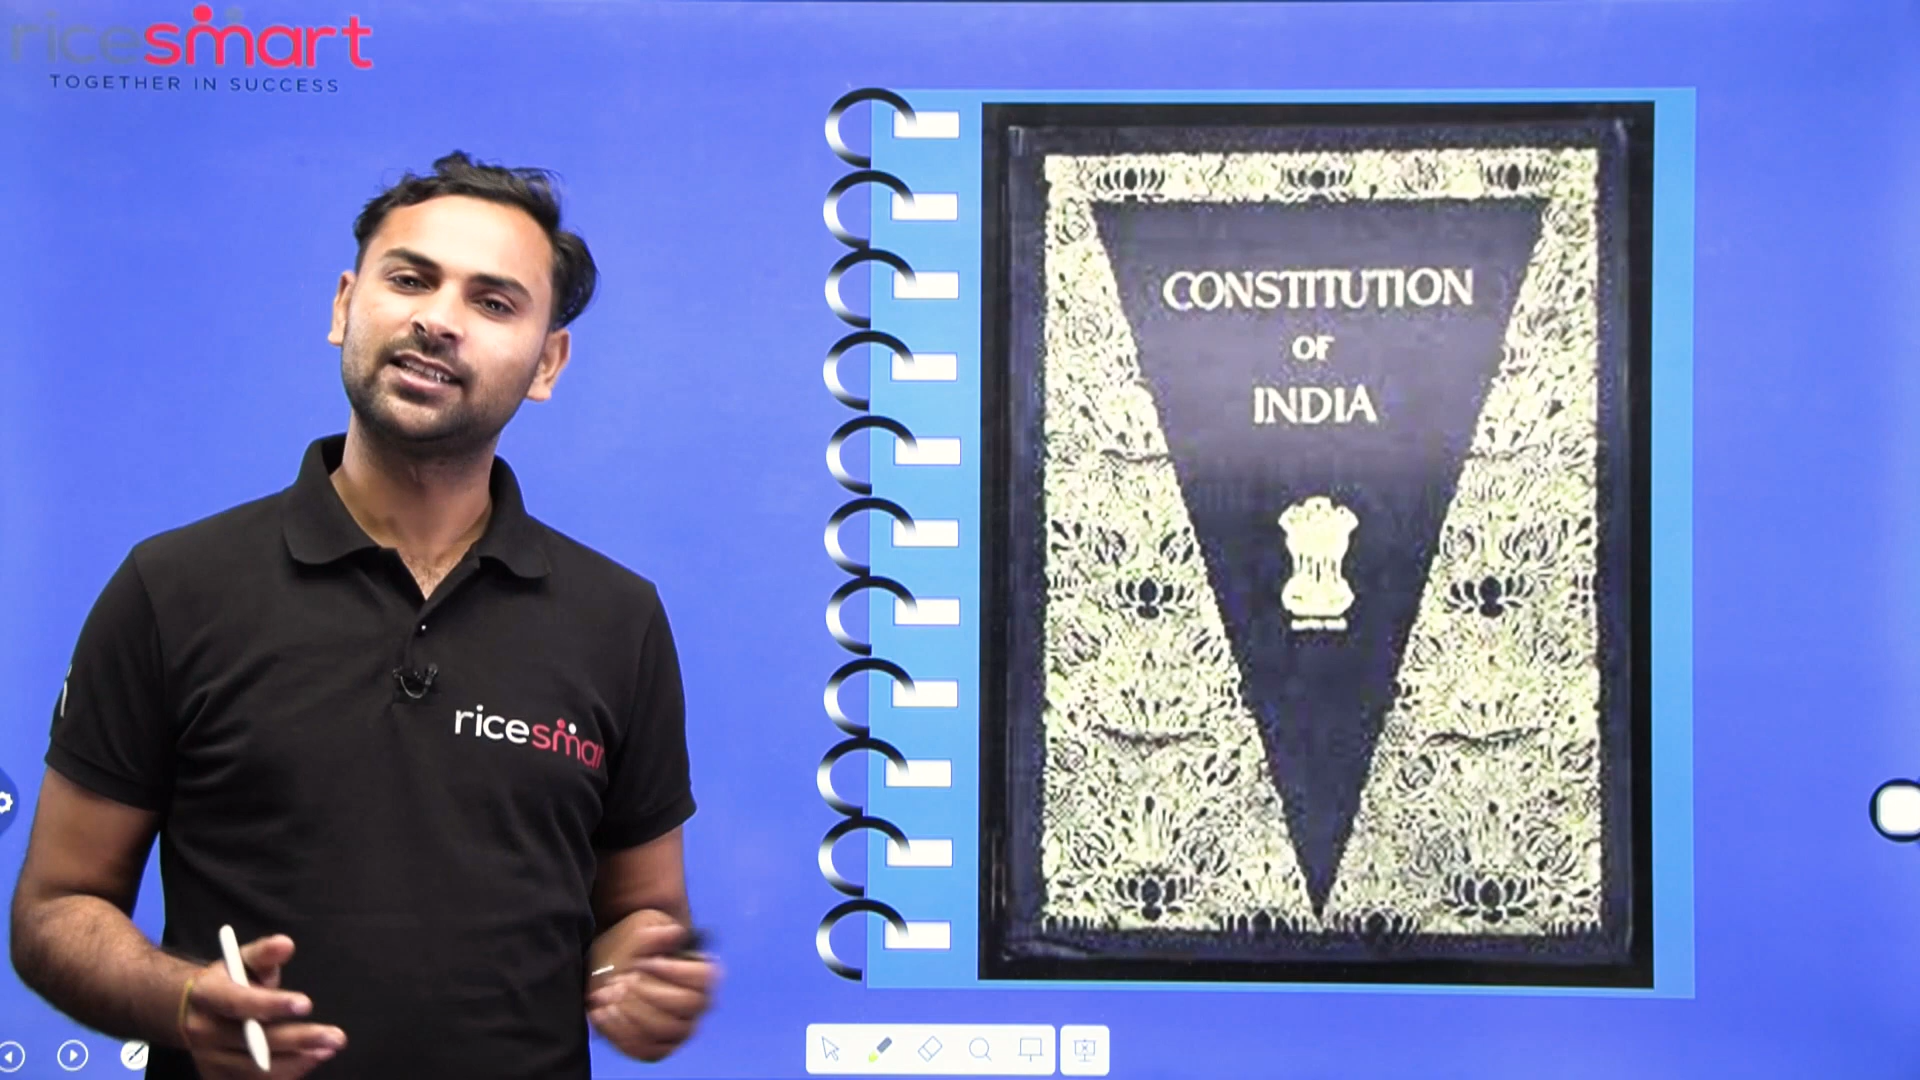 ricesmart
TOGETHER IN SUCCESS
CONSTITUTION
OF
INDIA
ricesmar